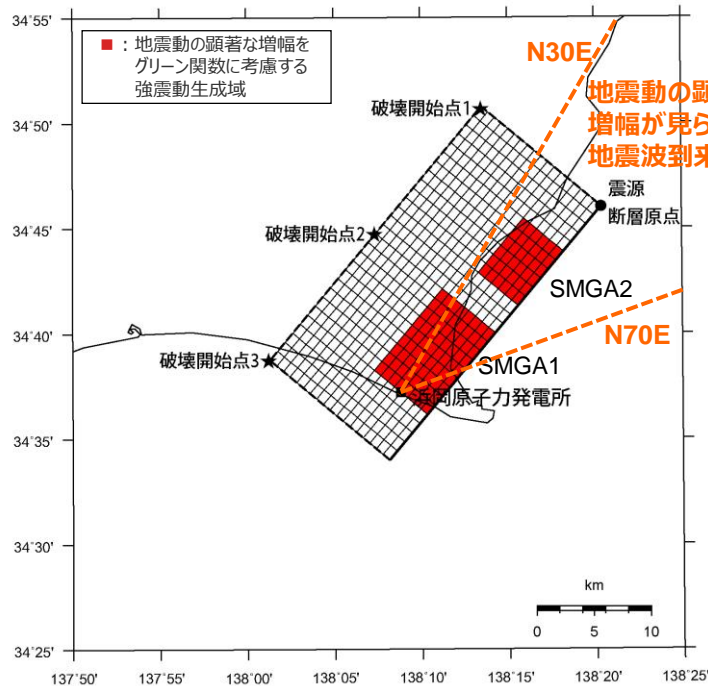 34˚55'
34˚50'
34˚45'
34˚40'
34˚35'
34˚30'
34˚25'
■ : 地震動の顕著な増幅を
グリーン関数に考慮する
強震動生成域
N30E
地震動の顕
増幅が見ら
地震波到来
破壊開始点1
破壊開始点2
破壊開始点3
震源
断層原点
SMGA2
N70E
SMGA1
岡原子力発電所
km
0 5 10
137˚50' 137˚55' 138˚00' 138˚05' 138˚10' 138˚15' 138˚20' 138˚25'